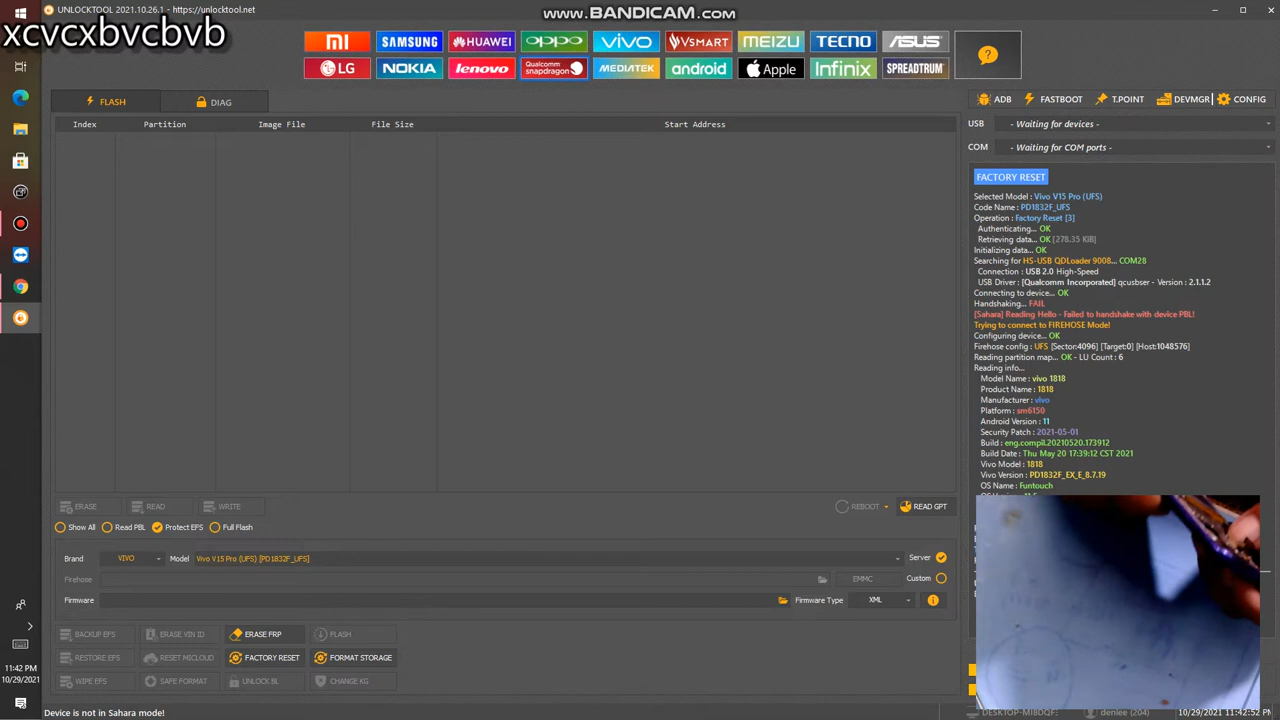 UNLOCKTOOL 2021.10.26.1 - https://unlocktool.net
www.BANDICAM.com
xcvcxbvcbvb
MI SAMSUNG HUAWEI OPPO VIVO VSMART MEIZU TECNO ASUS
LG NOKIA lenovo Qualcomm snapdragon MEDIATEK android Apple Infinix SPREADTRUM
FLASH DIAG
ADB FASTBOOT T.POINT DEVMGR CONFIG
Index Partition Image File File Size Start Address
USB - Waiting for devices -
COM - Waiting for COM ports -
FACTORY RESET
Selected Model : Vivo V15 Pro (UFS)
Code Name : PD1832F_UFS
Operation : Factory Reset [3]
Authenticating... OK
Retrieving data... OK [278.35 KiB]
Initializing data... OK
Searching for HS-USB QDLoader 9008... COM28
Connection : USB 2.0 High-Speed
USB Driver : [Qualcomm Incorporated] qcusbser - Version : 2.1.1.2
Connecting to device... OK
Handshaking... FAIL
[Sahara] Reading Hello - Failed to handshake with device PBL!
Trying to connect to FIREHOSE Mode!
Configuring device... OK
Firehose config : UFS [Sector:4096] [Target:0] [Host:1048576]
Reading partition map... OK - LU Count : 6
Reading info...
Model Name : vivo 1818
Product Name : 1818
Manufacturer : vivo
Platform : sm6150
Android Version : 11
Security Patch : 2021-05-01
Build : eng.compil.20210520.173912
Build Date : Thu May 20 17:39:12 CST 2021
Vivo Model : 1818
Vivo Version : PD1832F_EX_E_8.7.19
OS Name : Funtouch
ERASE READ WRITE REBOOT READ GPT
Show All Read PBL Protect EFS Full Flash
Brand VIVO Model Vivo V15 Pro (UFS) [PD1832F_UFS] Server
Firehose EMMC Custom
Firmware Firmware Type XML
BACKUP EFS ERASE VIN ID ERASE FRP FLASH
RESTORE EFS RESET MICLOUD FACTORY RESET FORMAT STORAGE
WIPE EFS SAFE FORMAT UNLOCK BL CHANGE KG
11:42 PM
10/29/2021
Device is not in Sahara mode!
DESKTOP-MI8DQF: denlee (204) 10/29/2021 11:42:52